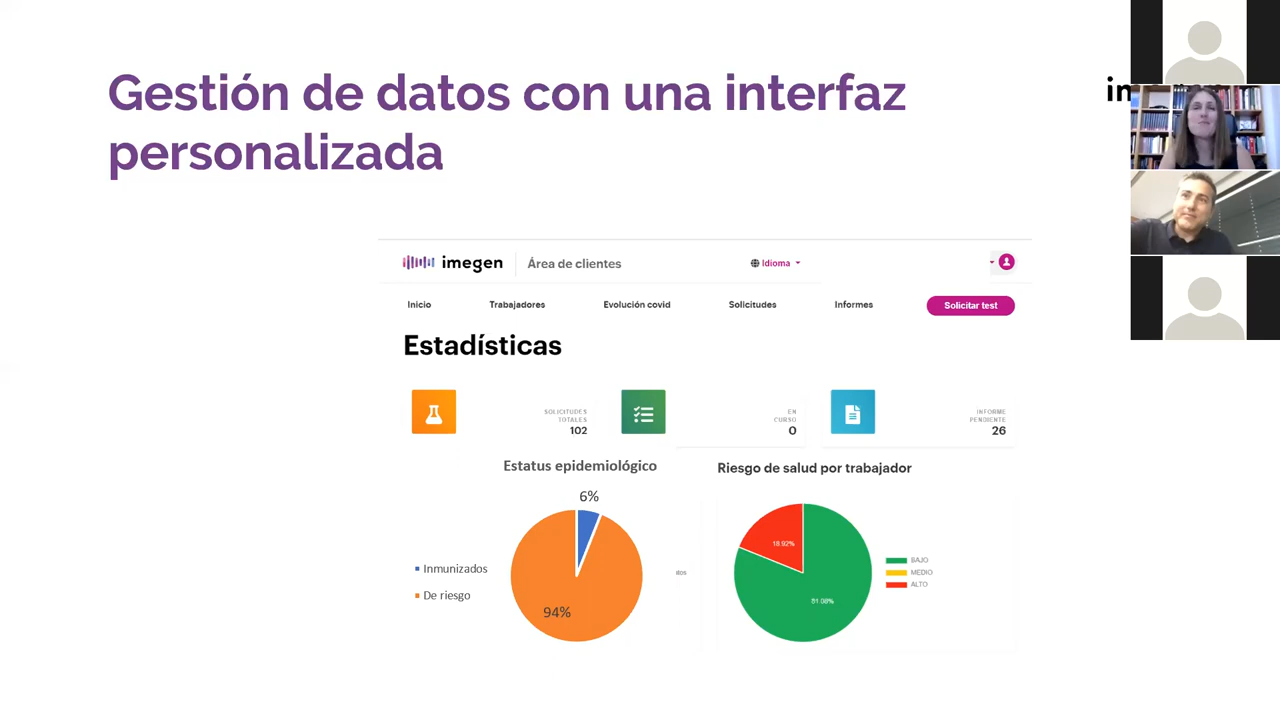 Gestión de datos con una interfaz
personalizada
imegen
Área de clientes
Idioma
Inicio
Trabajadores
Evolución covid
Solicitudes
Informes
Solicitar test
Estadísticas
SOLICITUDES
TOTALES
102
EN
CURSO
0
INFORME
PENDIENTE
26
Estatus epidemiológico
6%
Inmunizados
De riesgo
94%
Riesgo de salud por trabajador
18.92%
81.08%
BAJO
MEDIO
ALTO